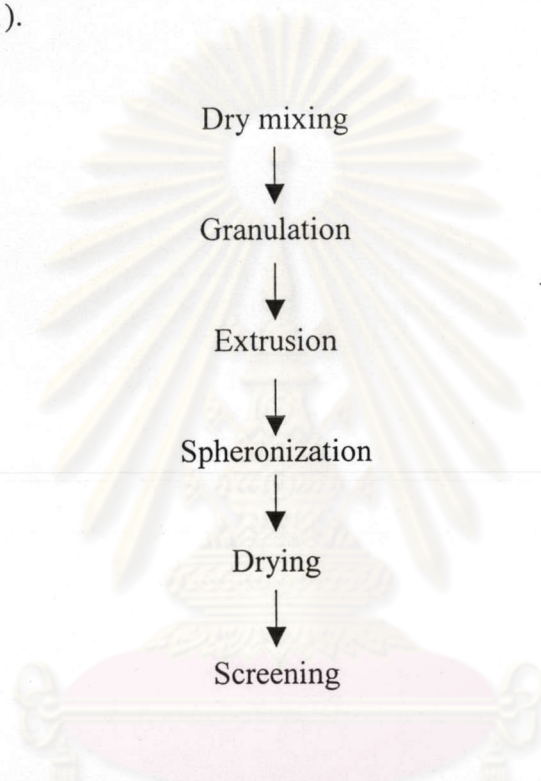 ).
Dry mixing
Granulation
Extrusion
Spheronization
Drying
Screening